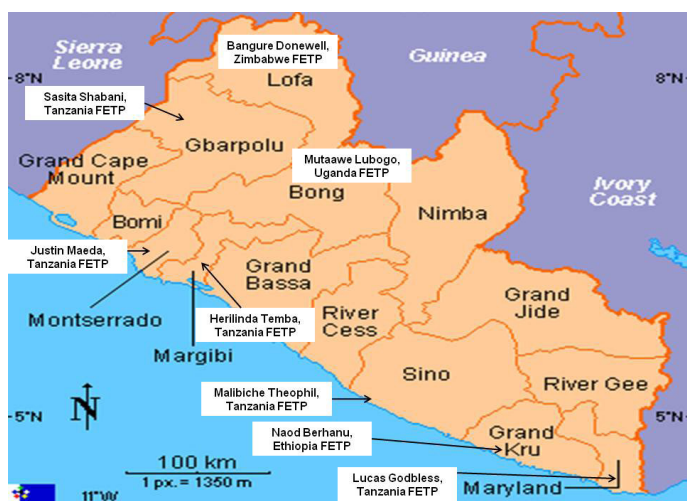 Sierra
Leone
Bangure Donewell,
Zimbabwe FETP
Guinea
8°N
8°N
Lofa
Sasita Shabani,
Tanzania FETP
Gbarpolu
Grand Cape
Mount
Mutaawe Lubogo,
Uganda FETP
Bong
Nimba
Ivory
Coast
Bomi
Justin Maeda,
Tanzania FETP
Grand
Bassa
Grand
Jide
Montserrado
Herilinda Temba,
Tanzania FETP
River
Cess
Margibi
Sino
River Gee
Malibiche Theophil,
Tanzania FETP
N
5°N
5°N
Naod Berhanu,
Ethiopia FETP
Grand
Kru
100 km
1 px. = 1350 m
Lucas Godbless,
Tanzania FETP
Maryland
11°W